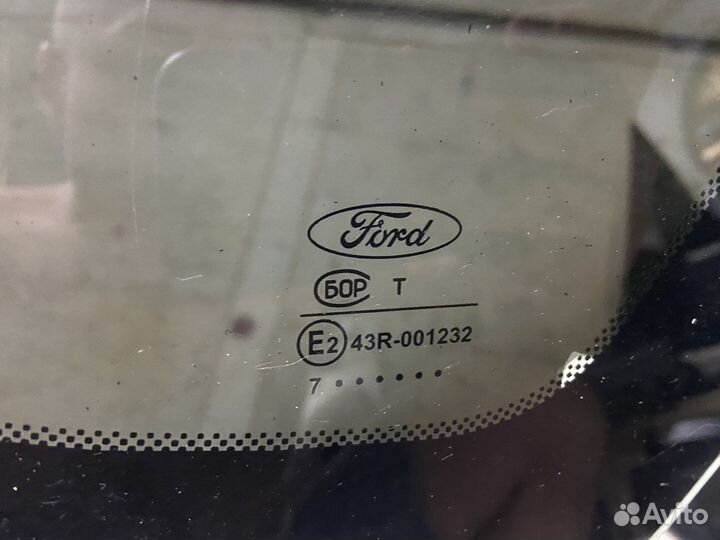 Ford
БОР T
E2 43R-001232
7 • • • • • •
Avito